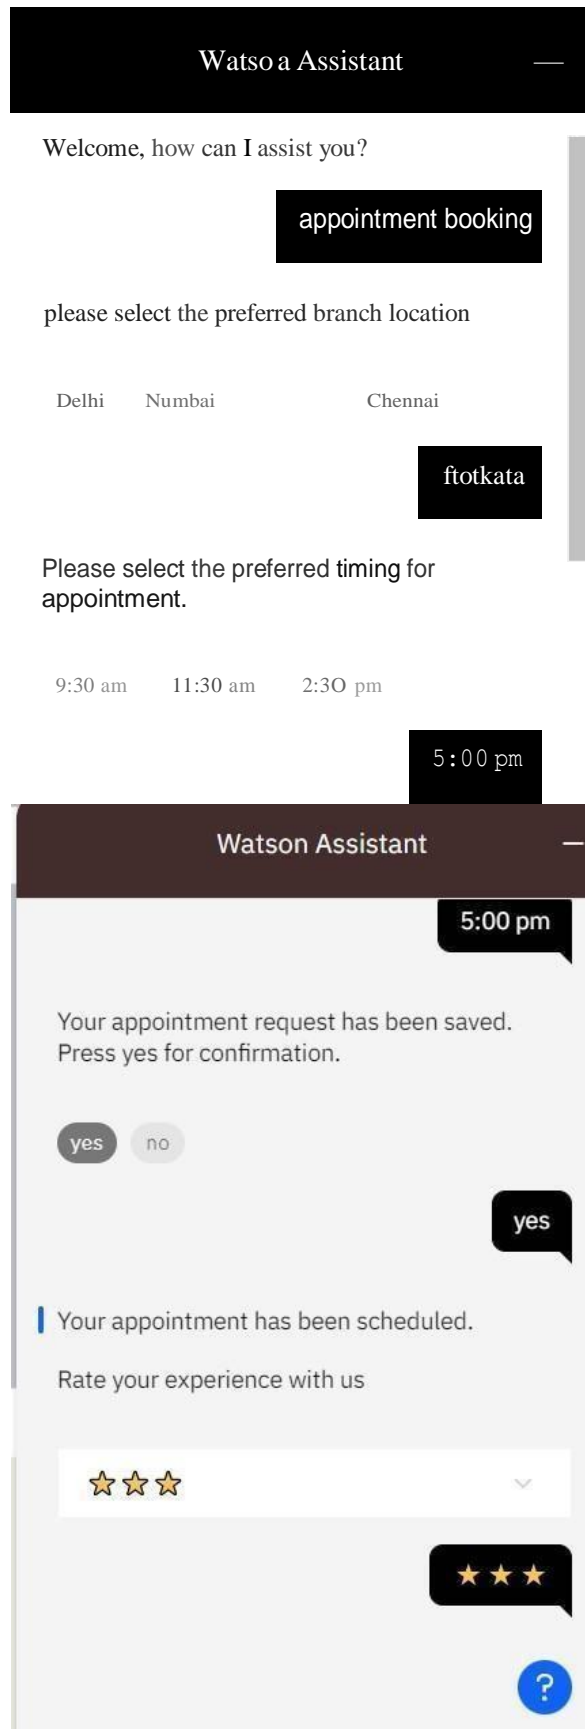 Watso a Assistant
Welcome, how can I assist you?
appointment booking
please select the preferred branch location
Delhi Numbai Chennai
ftotkata
Please select the preferred timing for
appointment.
9:30 am 11:30 am 2:3O pm
5:00 pm
Watson Assistant
5:00 pm
Your appointment request has been saved.
Press yes for confirmation.
yes no
yes
Your appointment has been scheduled.
Rate your experience with us
?